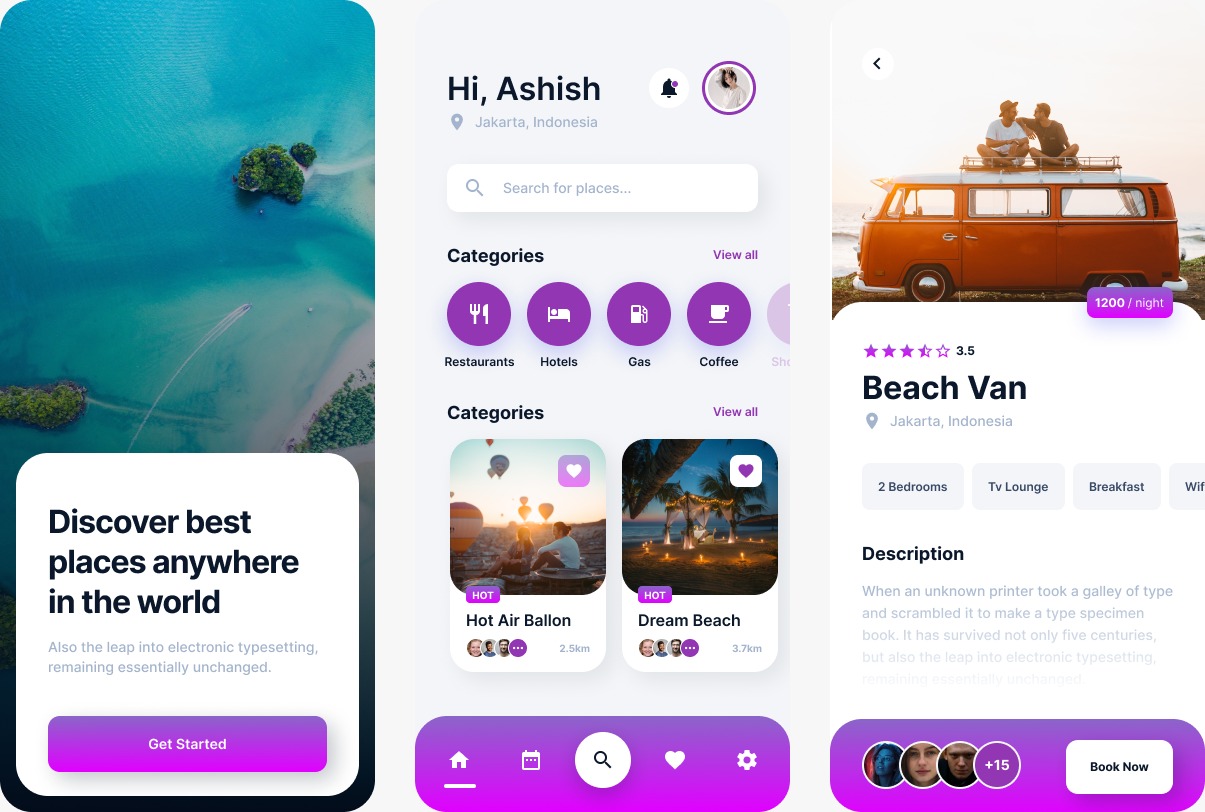 Discover best
places anywhere
in the world
Also the leap into electronic typesetting,
remaining essentially unchanged.
Get Started
Hi, Ashish
Jakarta, Indonesia
Search for places...
Categories
View all
Restaurants
Hotels
Gas
Coffee
Sho
Categories
View all
HOT
Hot Air Ballon
2.5km
HOT
Dream Beach
3.7km
1200 / night
3.5
Beach Van
Jakarta, Indonesia
2 Bedrooms
Tv Lounge
Breakfast
Wif
Description
When an unknown printer took a galley of type
and scrambled it to make a type specimen
book. It has survived not only five centuries,
but also the leap into electronic typesetting,
remaining essentially unchanged.
+15
Book Now